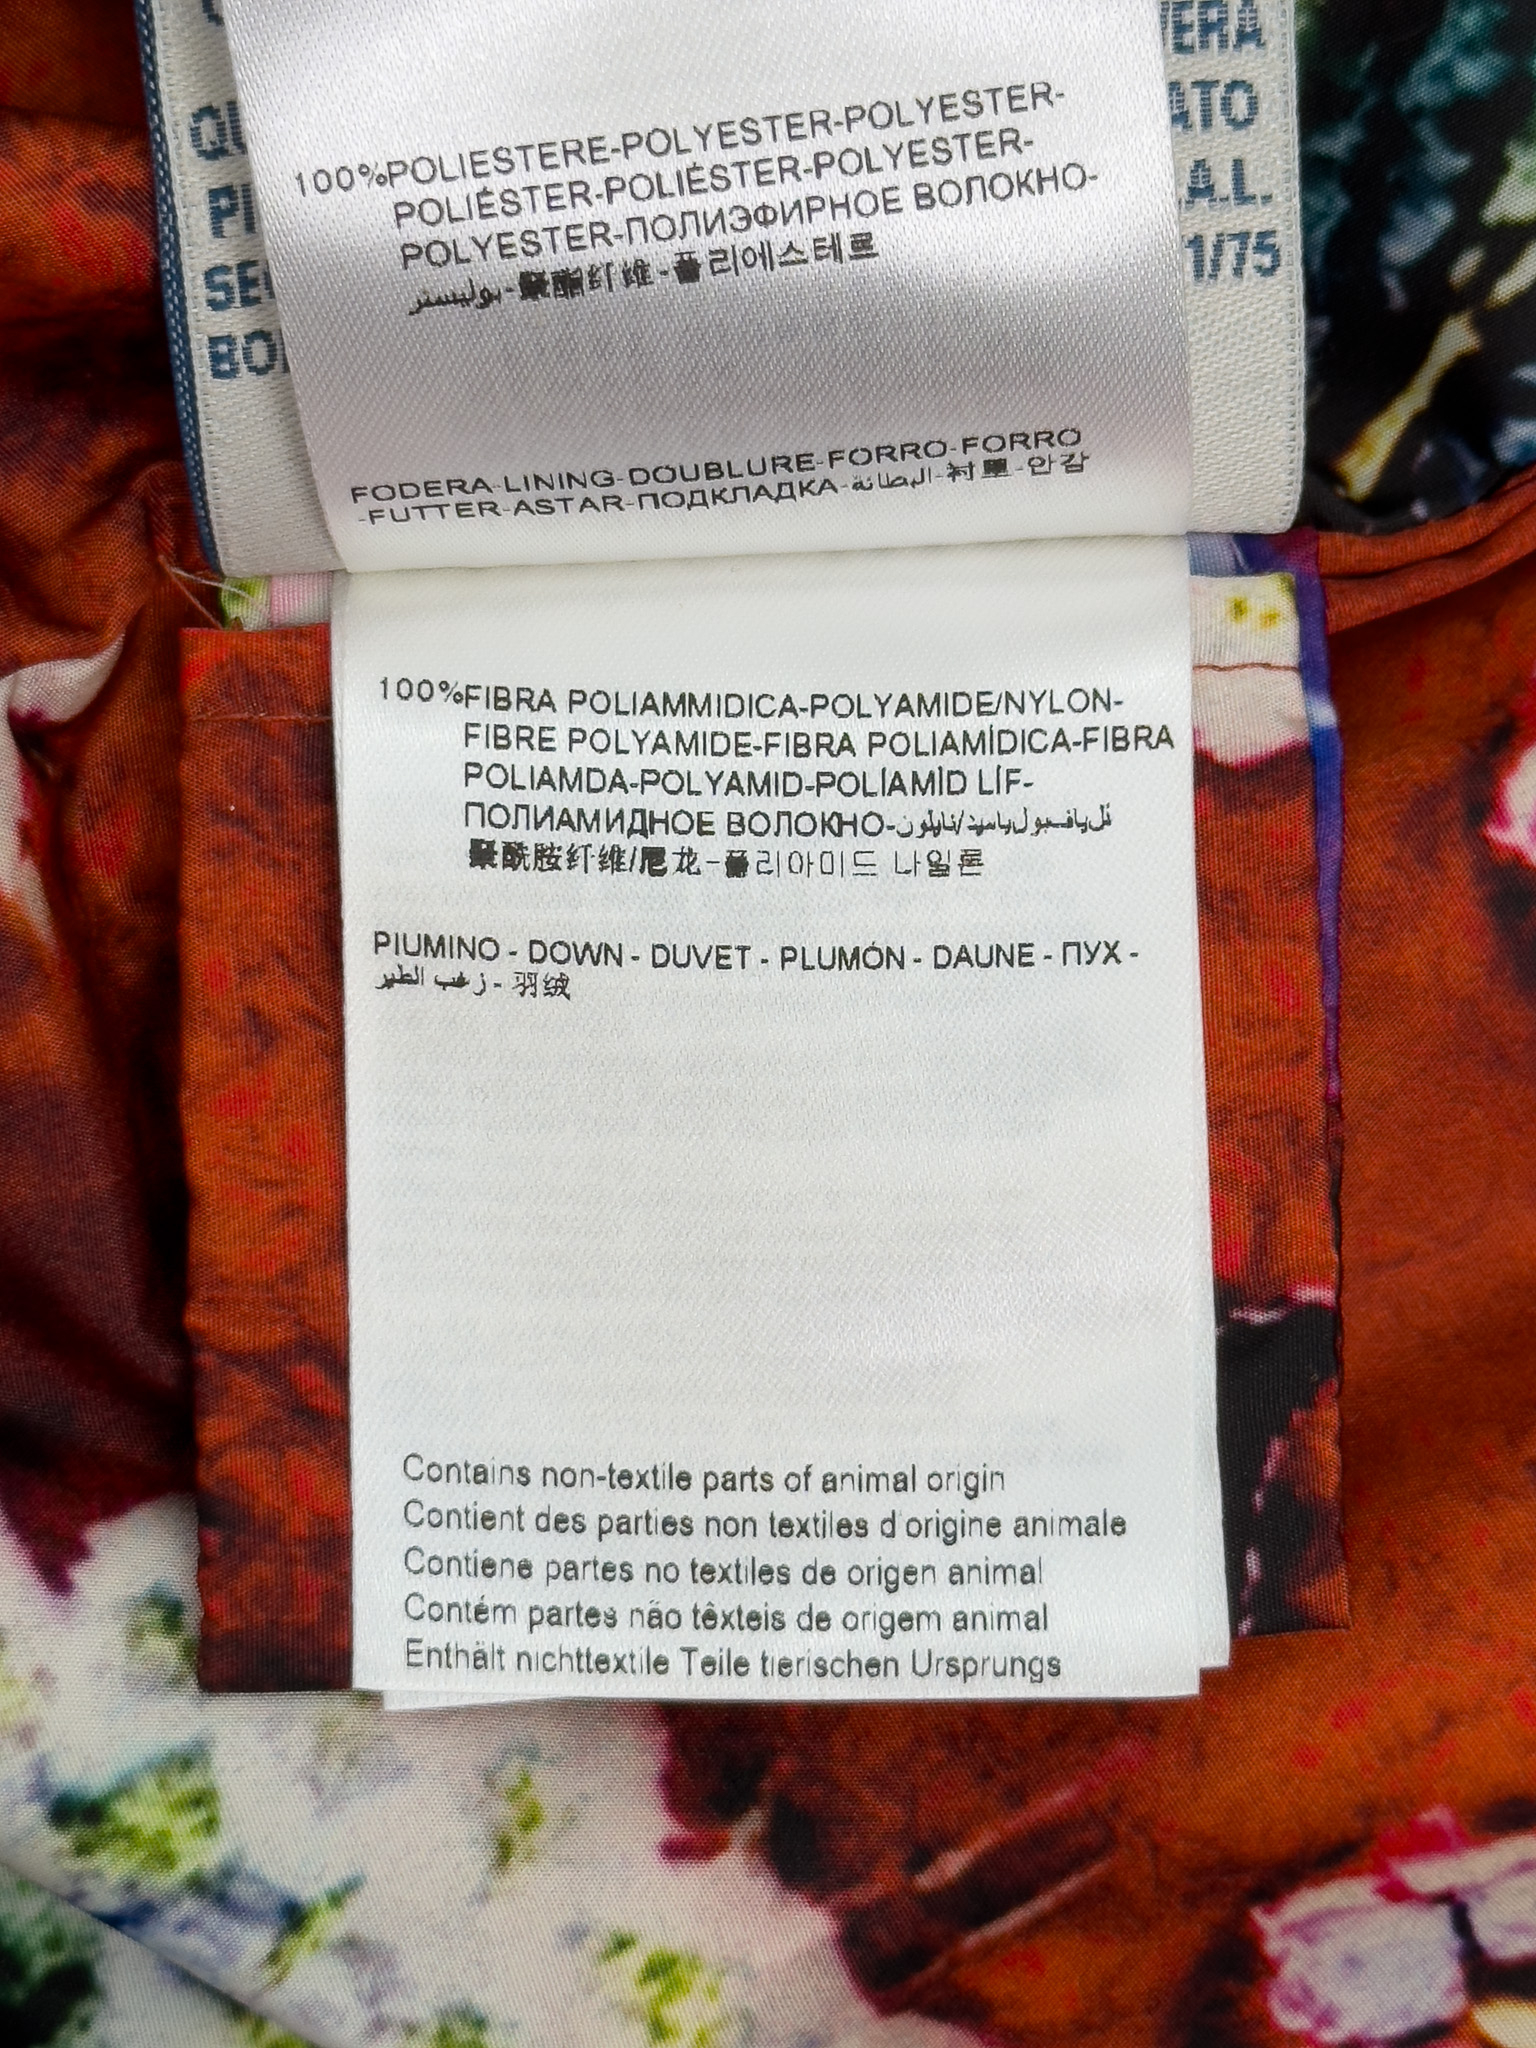 100%POLIESTERE-POLYESTER-POLYESTER-
POLIÉSTER-POLIÉSTER-POLYESTER-
POLYESTER-ПОЛИЭФИРНОЕ ВОЛОКНО-
بوليستر-聚酯纤维-폴리에스테르
ATO
.A.L.
1/75
FODERA-LINING-DOUBLURE-FORRO-FORRO
-FUTTER-ASTAR-ПОДКЛАДКА-البطانة-衬里-안감
100%FIBRA POLIAMMIDICA-POLYAMIDE/NYLON-
FIBRE POLYAMIDE-FIBRA POLIAMÍDICA-FIBRA
POLIAMDA-POLYAMID-POLÍAMÍD LÍF-
ПОЛИАМИДНОЕ ВОЛОКНО-
聚酰胺纤维/尼龙-폴리아미드 나일론
PIUMINO - DOWN - DUVET - PLUMÓN - DAUNE - ПУХ -
زغب الطير - 羽绒
Contains non-textile parts of animal origin
Contient des parties non textiles d'origine animale
Contiene partes no textiles de origen animal
Contém partes não têxteis de origem animal
Enthält nichttextile Teile tierischen Ursprungs